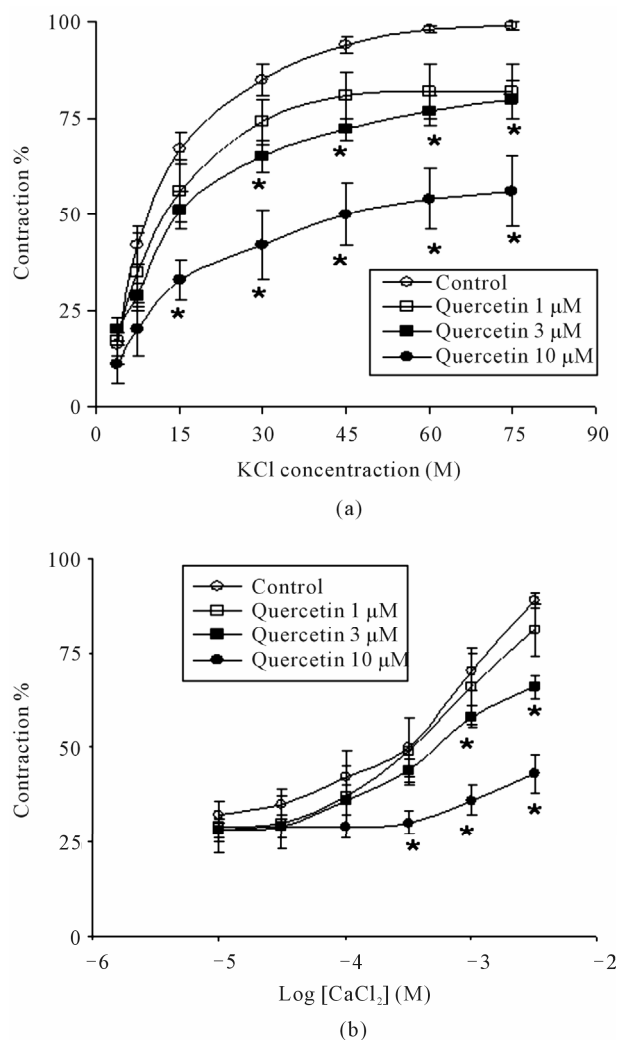 100
75
50
25
0
Contraction %
*
*
*
*
*
*
*
*
*
Control
Quercetin 1 μM
Quercetin 3 μM
Quercetin 10 μM
0 15 30 45 60 75 90
KCl concentraction (M)
(a)
100
75
50
25
0
Contraction %
Control
Quercetin 1 μM
Quercetin 3 μM
Quercetin 10 μM
*
*
*
*
*
−6 −5 −4 −3 −2
Log [CaCl₂] (M)
(b)